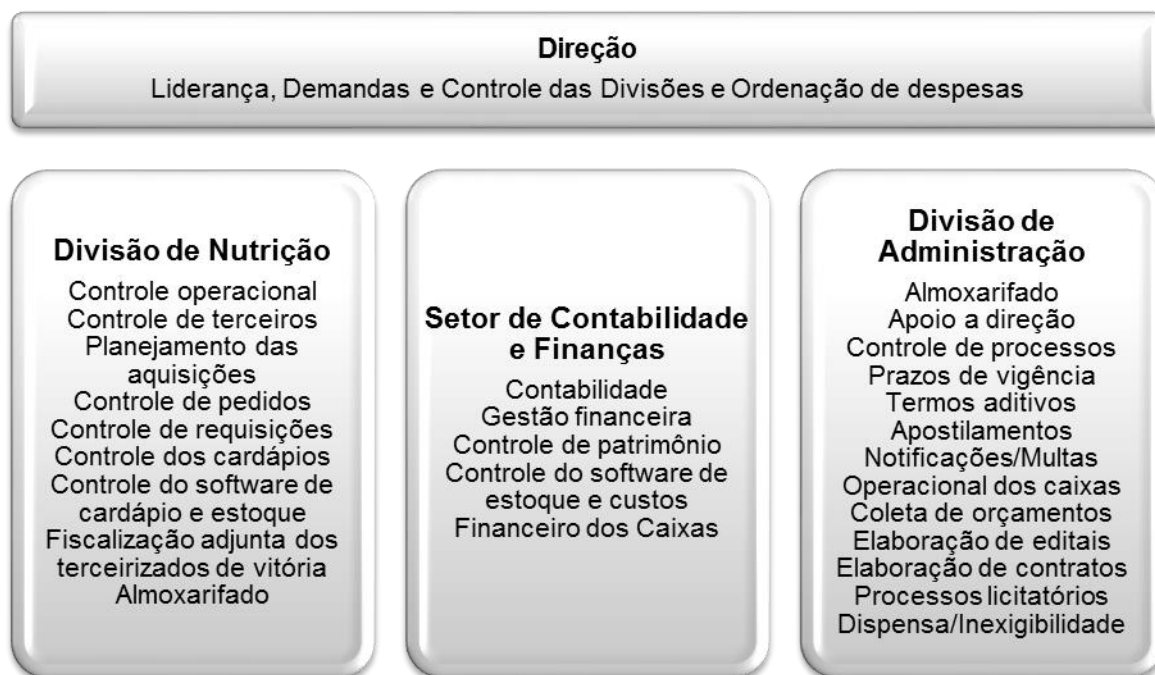 Direção
Liderança, Demandas e Controle das Divisões e Ordenação de despesas
Divisão de Nutrição
Controle operacional
Controle de terceiros
Planejamento das
aquisições
Controle de pedidos
Controle de requisições
Controle dos cardápios
Controle do software de
cardápio e estoque
Fiscalização adjunta dos
terceirizados de vitória
Almoxarifado
Setor de Contabilidade
e Finanças
Contabilidade
Gestão financeira
Controle de patrimônio
Controle do software de
estoque e custos
Financeiro dos Caixas
Divisão de
Administração
Almoxarifado
Apoio a direção
Controle de processos
Prazos de vigência
Termos aditivos
Apostilamentos
Notificações/Multas
Operacional dos caixas
Coleta de orçamentos
Elaboração de editais
Elaboração de contratos
Processos licitatórios
Dispensa/Inexigibilidade